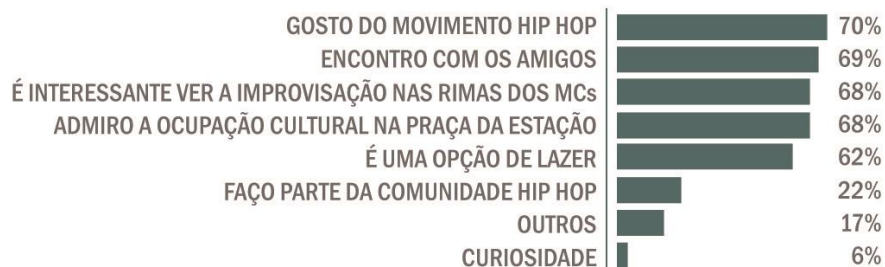 GOSTO DO MOVIMENTO HIP HOP 70%
ENCONTRO COM OS AMIGOS 69%
É INTERESSANTE VER A IMPROVISAÇÃO NAS RIMAS DOS MCs 68%
ADMIRO A OCUPAÇÃO CULTURAL NA PRAÇA DA ESTAÇÃO 68%
É UMA OPÇÃO DE LAZER 62%
FAÇO PARTE DA COMUNIDADE HIP HOP 22%
OUTROS 17%
CURIOSIDADE 6%